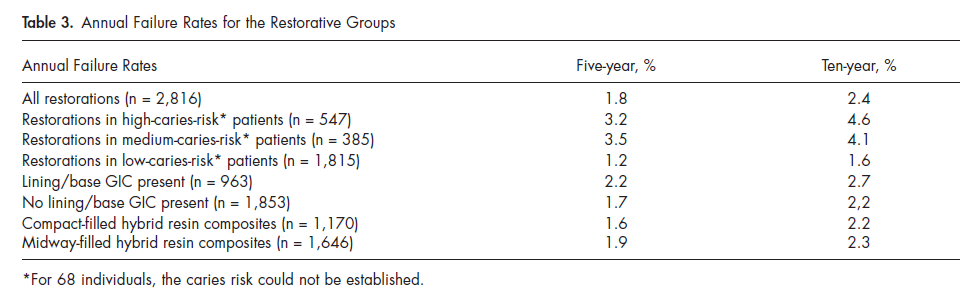 Table 3. Annual Failure Rates for the Restorative Groups
Annual Failure Rates Five-year, % Ten-year, %
All restorations (n = 2,816) 1.8 2.4
Restorations in high-caries-risk* patients (n = 547) 3.2 4.6
Restorations in medium-caries-risk* patients (n = 385) 3.5 4.1
Restorations in low-caries-risk* patients (n = 1,815) 1.2 1.6
Lining/base GIC present (n = 963) 2.2 2.7
No lining/base GIC present (n = 1,853) 1.7 2,2
Compact-filled hybrid resin composites (n = 1,170) 1.6 2.2
Midway-filled hybrid resin composites (n = 1,646) 1.9 2.3
*For 68 individuals, the caries risk could not be established.